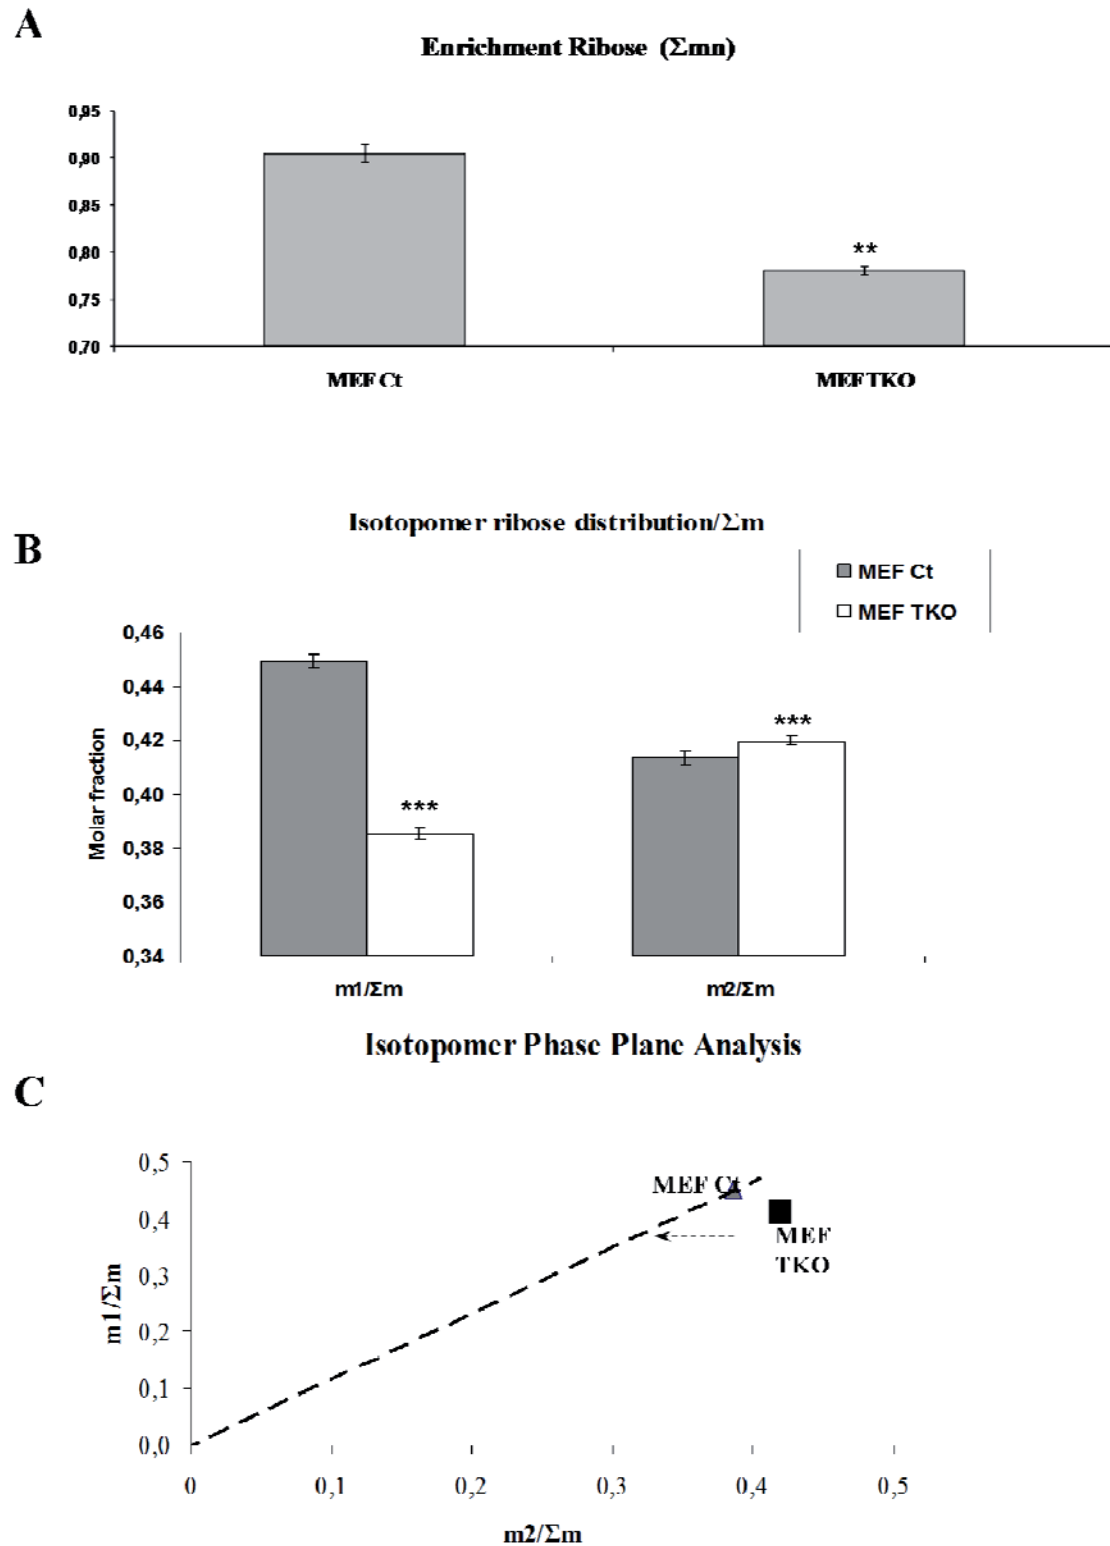 A
Enrichment Ribose (Σmn)
0,95
0,90
0,85
0,80
0,75
0,70
**
MEF Ct
MEF TKO
Isotopomer ribose distribution/Σm
B
MEF Ct
MEF TKO
0,46
0,44
0,42
0,40
0,38
0,36
0,34
Molar fraction
***
***
m1/Σm
m2/Σm
Isotopomer Phase Plane Analysis
C
0,5
0,4
0,3
0,2
0,1
0,0
m1/Σm
MEF Ct
MEF
TKO
0
0,1
0,2
0,3
0,4
0,5
m2/Σm